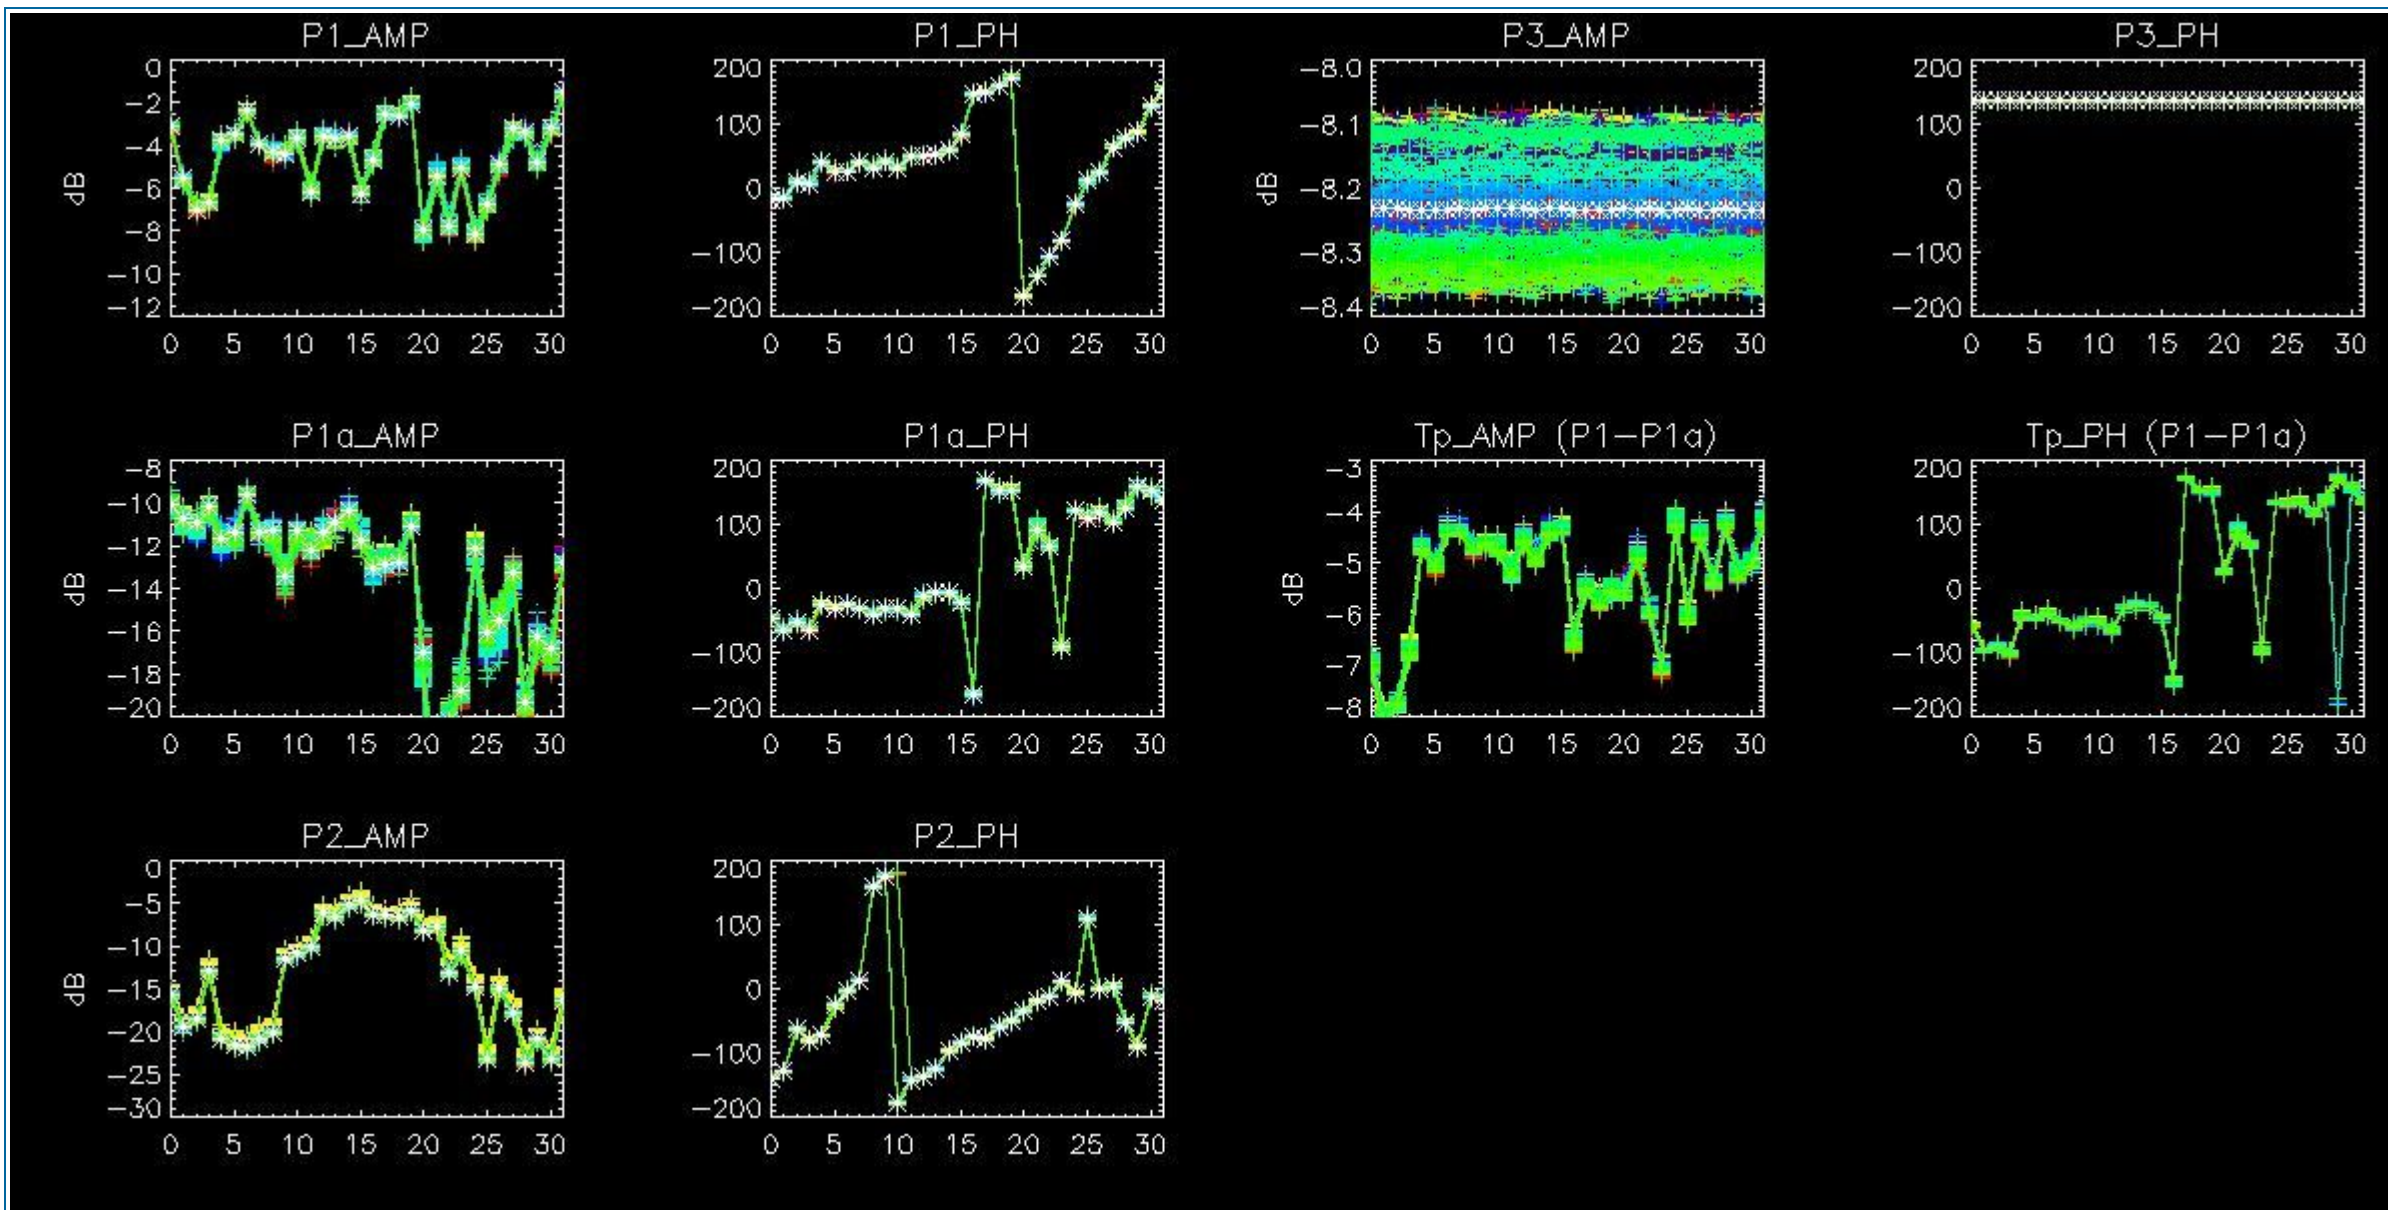 P1_AMP P1_PH P3_AMP P3_PH
0 200 −8.0 200
−2
−4 100 −8.1 100
dB −6 0 dB −8.2 0
−8 −100 −8.3 −100
−10
−12 −200 −8.4 −200
0 5 10 15 20 25 30 0 5 10 15 20 25 30 0 5 10 15 20 25 30 0 5 10 15 20 25 30
P1a_AMP P1a_PH Tp_AMP (P1−P1a) Tp_PH (P1−P1a)
−8 200 −3 200
−10 100 −4 100
−12
dB −14 0 dB −5 0
−16 −100 −6 −100
−18 −7
−20 −200 −8 −200
0 5 10 15 20 25 30 0 5 10 15 20 25 30 0 5 10 15 20 25 30 0 5 10 15 20 25 30
P2_AMP P2_PH
0 200
−5 100
−10
dB −15 0
−20 −100
−25
−30 −200
0 5 10 15 20 25 30 0 5 10 15 20 25 30